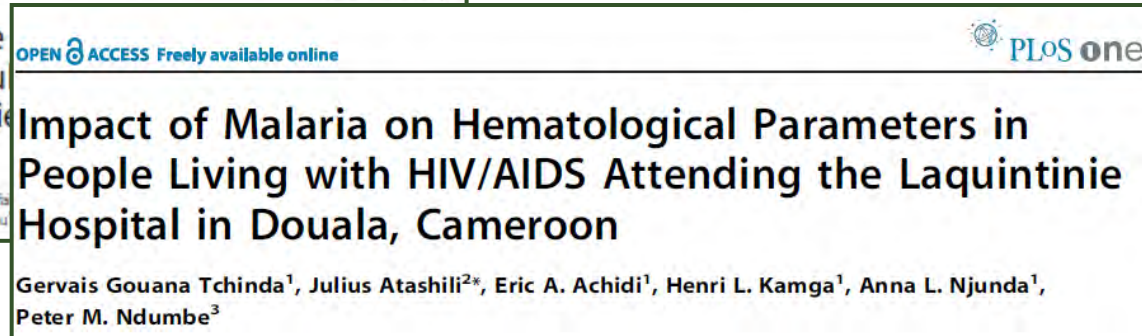 OPEN ACCESS Freely available online
PLoS one
Impact of Malaria on Hematological Parameters in
People Living with HIV/AIDS Attending the Laquintinie
Hospital in Douala, Cameroon
Gervais Gouana Tchinda¹, Julius Atashili²*, Eric A. Achidi¹, Henri L. Kamga¹, Anna L. Njunda¹,
Peter M. Ndumbe³